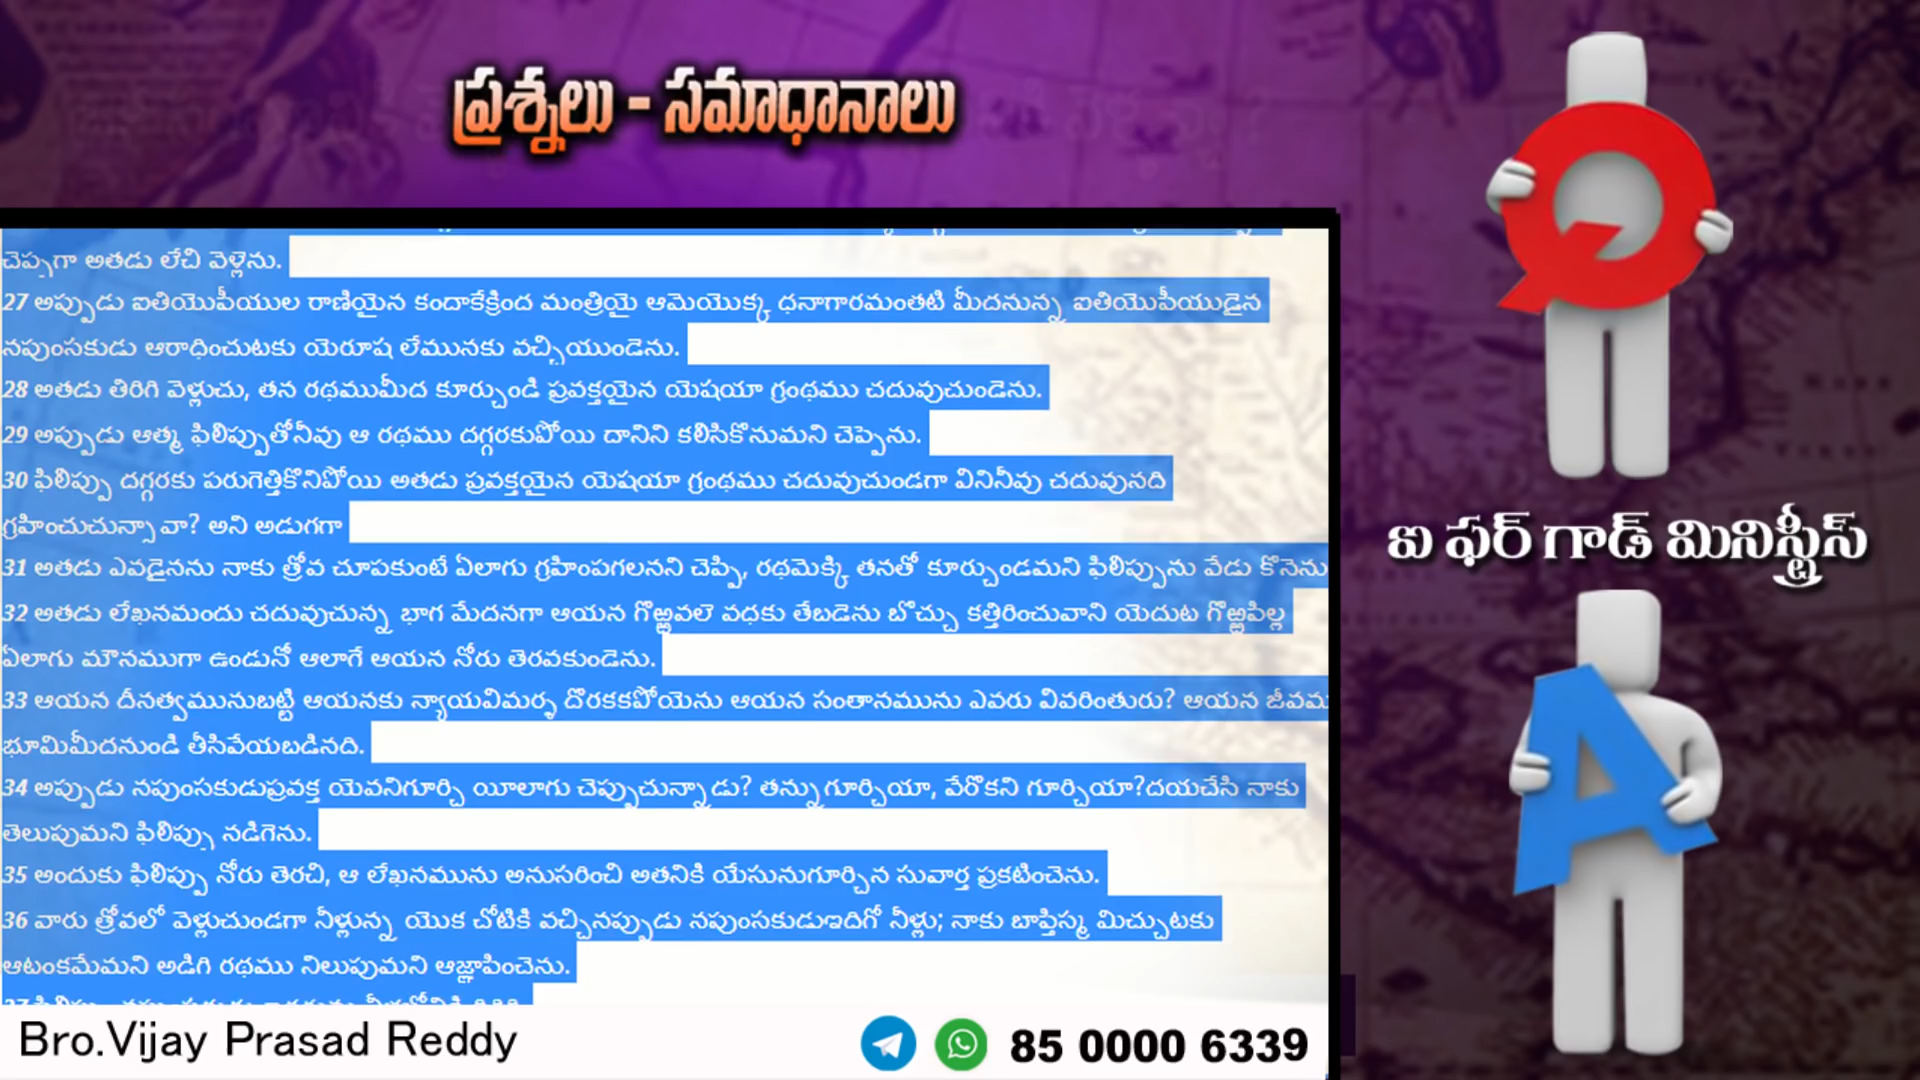 ప్రశ్నలు - సమాధానాలు
చెప్పగా అతడు లేచి వెళ్లెను.
27 అప్పుడు ఐతియొపీయుల రాణియైన కందాకేక్రింద మంత్రియై ఆమెయొక్క ధనాగారమంతటి మీదనున్న ఐతియొపీయుడైన
నపుంసకుడు ఆరాధించుటకు యెరూష లేమునకు వచ్చియుండెను.
28 అతడు తిరిగి వెళ్లుచు, తన రథముమీద కూర్చుండి ప్రవక్తయైన యెషయా గ్రంథము చదువుచుండెను.
29 అప్పుడు ఆత్మ ఫిలిప్పుతోనీవు ఆ రథము దగ్గరకుపోయి దానిని కలిసికొనుమని చెప్పెను.
30 ఫిలిప్పు దగ్గరకు పరుగెత్తికొనిపోయి అతడు ప్రవక్తయైన యెషయా గ్రంథము చదువుచుండగా వినినీవు చదువునది
గ్రహించుచున్నావా? అని అడుగగా
31 అతడు ఎవడైనను నాకు త్రోవ చూపకుంటే ఏలాగు గ్రహింపగలనని చెప్పి, రథమెక్కి తనతో కూర్చుండమని ఫిలిప్పును వేడు కొనెను
32 అతడు లేఖనమందు చదువుచున్న భాగ మేదనగా ఆయన గొఱ్ఱవలె వధకు తేబడెను బొచ్చు కత్తిరించువాని యెదుట గొఱ్ఱపిల్ల
ఏలాగు మౌనముగా ఉండునో ఆలాగే ఆయన నోరు తెరవకుండెను.
33 ఆయన దీనత్వమునుబట్టి ఆయనకు న్యాయవిమర్శ దొరకకపోయెను ఆయన సంతానమును ఎవరు వివరింతురు? ఆయన జీవమ
భూమిమీదనుండి తీసివేయబడినది.
34 అప్పుడు నపుంసకుడుప్రవక్త యెవనిగూర్చి యీలాగు చెప్పుచున్నాడు? తన్నుగూర్చియా, వేరొకని గూర్చియా?దయచేసి నాకు
తెలుపుమని ఫిలిప్పు నడిగెను.
35 అందుకు ఫిలిప్పు నోరు తెరచి, ఆ లేఖనమును అనుసరించి అతనికి యేసునుగూర్చిన సువార్త ప్రకటించెను.
36 వారు త్రోవలో వెళ్లుచుండగా నీళ్లున్న యొక చోటికి వచ్చినప్పుడు నపుంసకుడుఇదిగో నీళ్లు; నాకు బాప్తిస్మ మిచ్చుటకు
ఆటంకమేమని అడిగి రథము నిలుపుమని ఆజ్ఞాపించెను.
Bro.Vijay Prasad Reddy
85 0000 6339
Q
ఐ ఫర్ గాడ్ మినిస్ట్రీస్
A